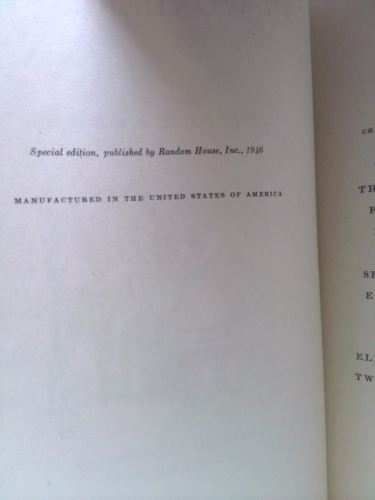 Special edition, published by Random House, Inc., 1946
MANUFACTURED IN THE UNITED STATES OF AMERICA